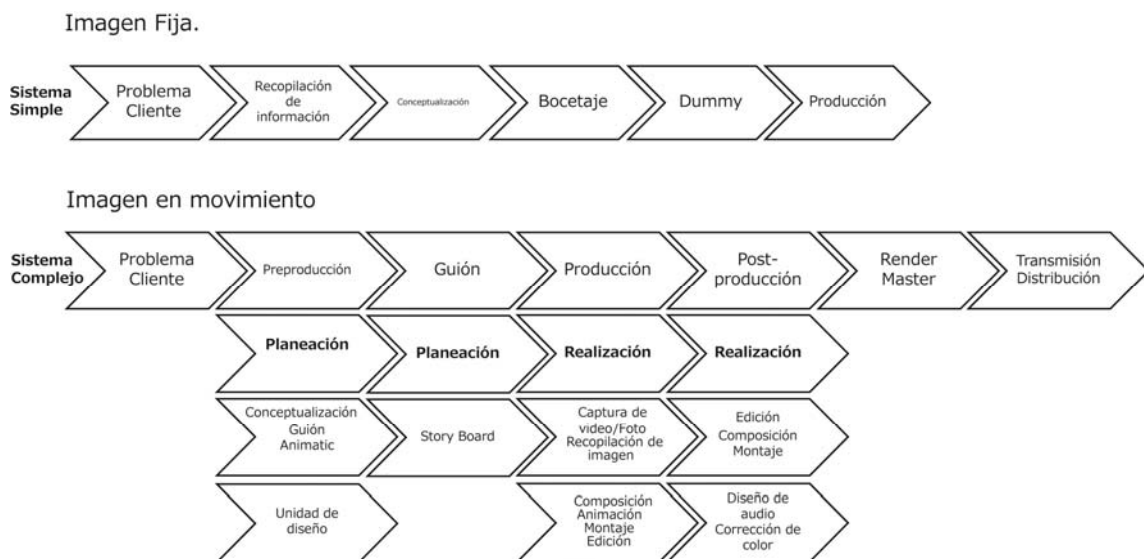 Imagen Fija.
Sistema
Simple
Problema
Cliente
Recopilación
de
información
Conceptualización
Bocetaje
Dummy
Producción
Imagen en movimiento
Sistema
Complejo
Problema
Cliente
Preproducción
Guión
Producción
Post-
producción
Render
Master
Transmisión
Distribución
Planeación
Planeación
Realización
Realización
Conceptualización
Guión
Animatic
Story Board
Captura de
video/Foto
Recopilación de
imagen
Edición
Composición
Montaje
Unidad de
diseño
Composición
Animación
Montaje
Edición
Diseño de
audio
Corrección de
color